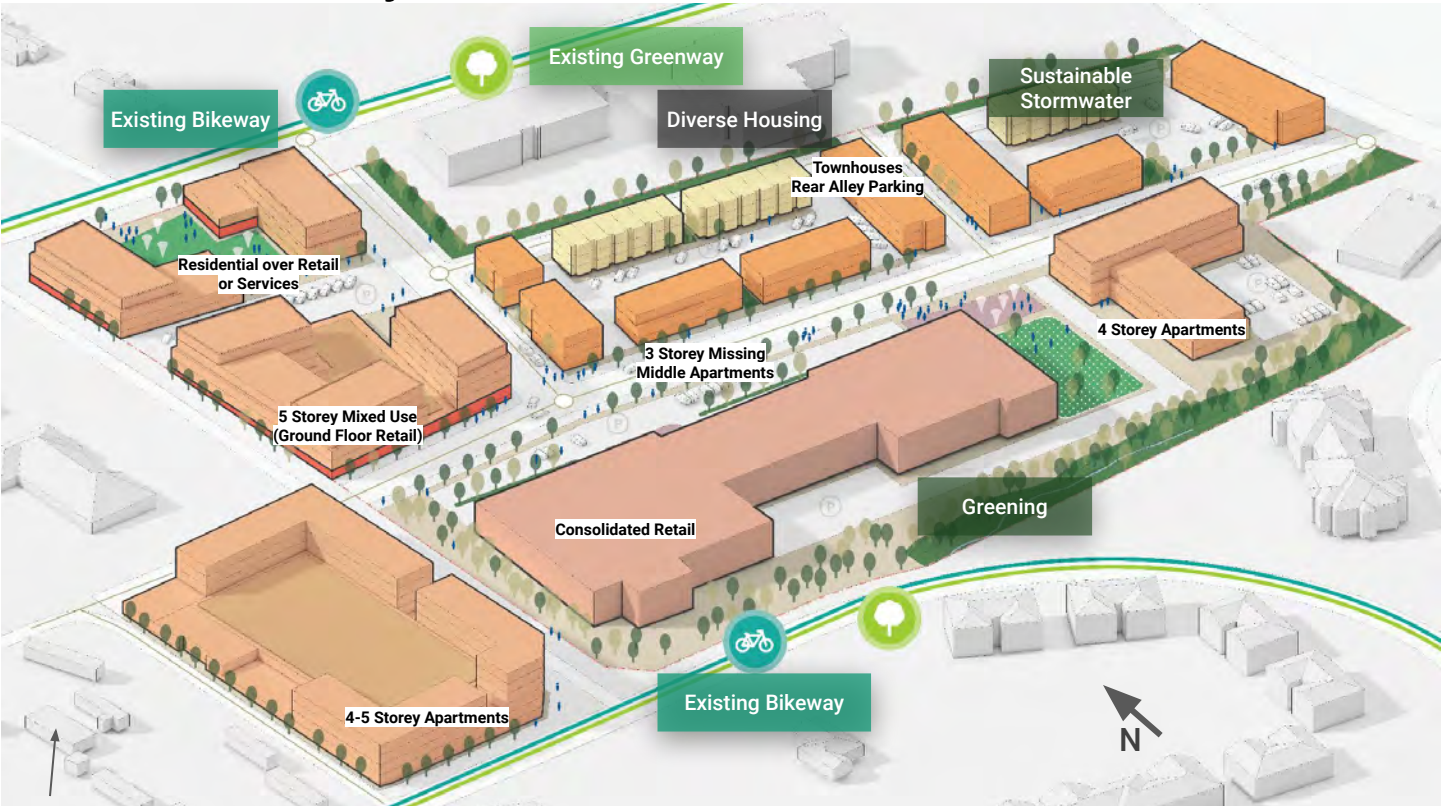 Existing Greenway
Existing Bikeway
Diverse Housing
Sustainable
Stormwater
Townhouses
Rear Alley Parking
Residential over Retail
or Services
P
P
P
P
P
P
4 Storey Apartments
3 Storey Missing
Middle Apartments
5 Storey Mixed Use
(Ground Floor Retail)
Consolidated Retail
Greening
Existing Bikeway
4-5 Storey Apartments
N